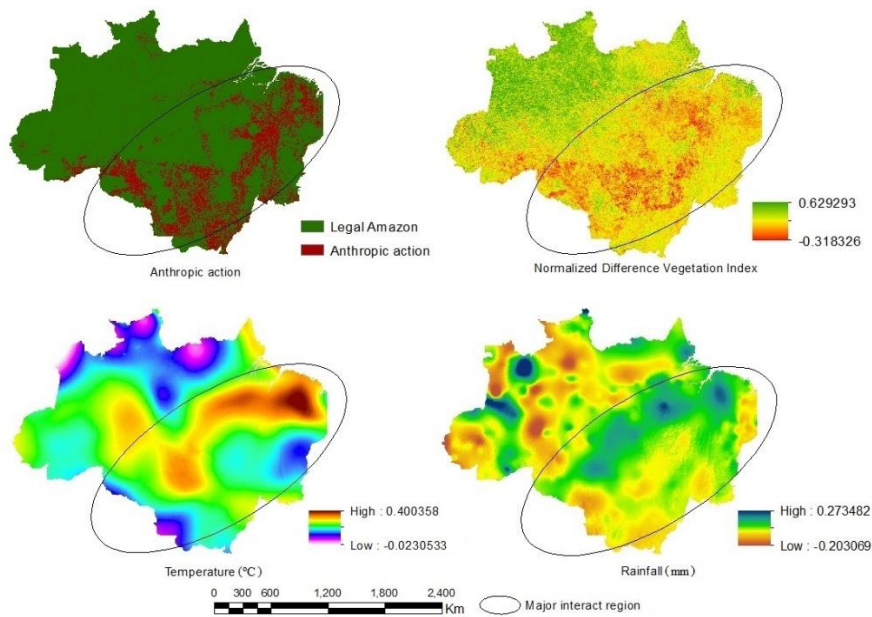 Legal Amazon
Anthropic action
Anthropic action
0.629293
-0.318326
Normalized Difference Vegetation Index
High : 0.400358
Low : -0.0230533
Temperature (°C)
High : 0.273482
Low : -0.203069
Rainfall(mm)
0 300 600 1,200 1,800 2,400
Km
Major interact region